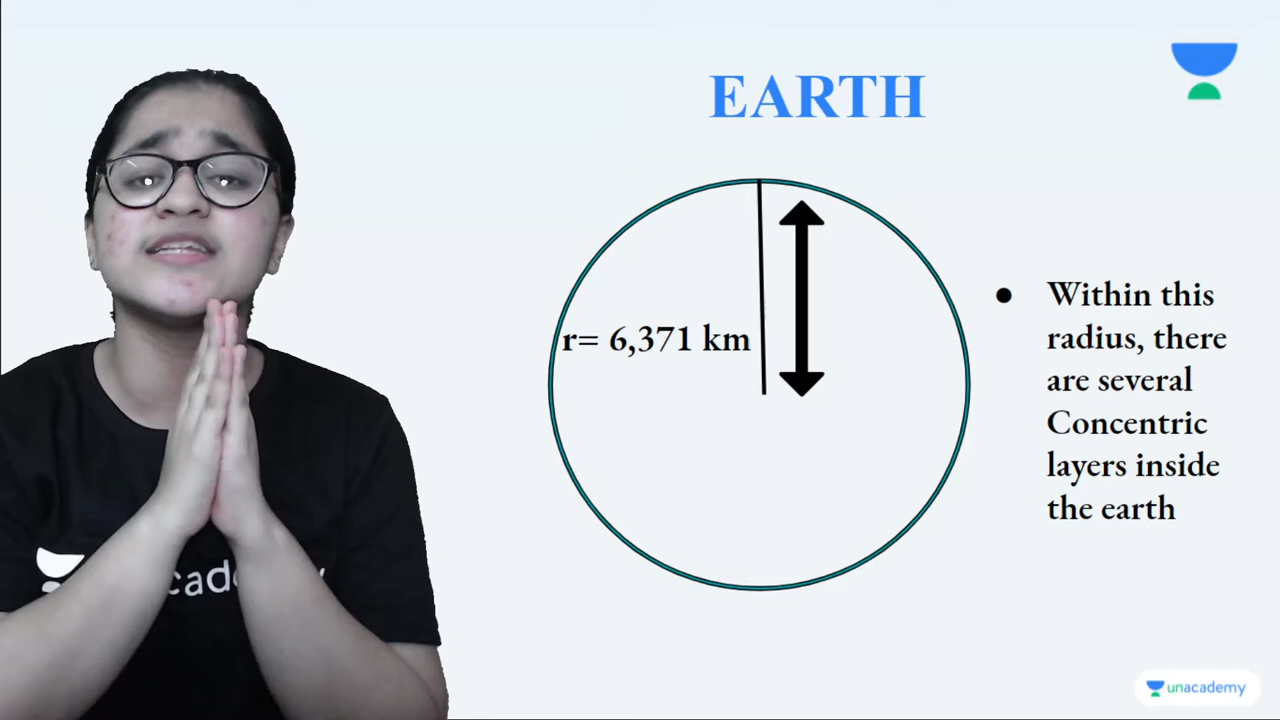 EARTH
r= 6,371 km
● Within this
radius, there
are several
Concentric
layers inside
the earth
unacademy